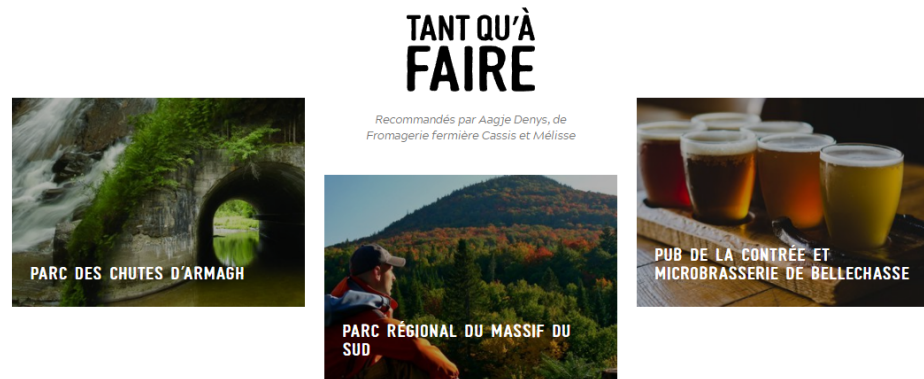 TANT QU'À
FAIRE
Recommandés par Aagje Denys, de
Fromagerie fermière Cassis et Mélisse
PARC DES CHUTES D'ARMAGH
PARC RÉGIONAL DU MASSIF DU
SUD
PUB DE LA CONTRÉE ET
MICROBRASSERIE DE BELLECHASSE